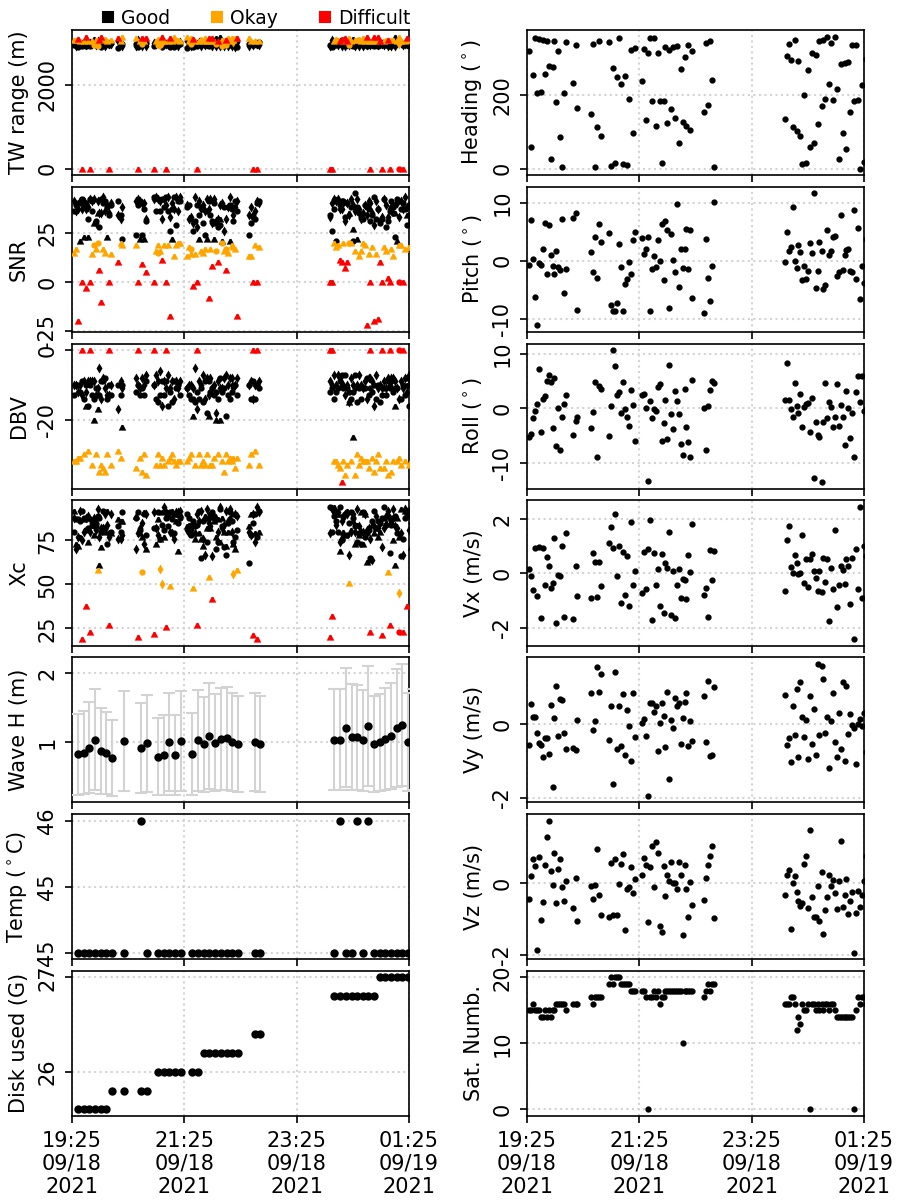 Good Okay Difficult
TW range (m)
2000
0
Heading (°)
200
0
SNR
25
0
-25
Pitch (°)
10
0
-10
DBV
0
-20
Roll (°)
10
0
-10
Xc
75
50
25
Vx (m/s)
2
0
-2
Wave H (m)
2
1
Vy (m/s)
0
-2
Temp (°C)
46
45
45
Vz (m/s)
0
-2
Disk used (G)
27
26
Sat. Numb.
20
10
0
19:25 21:25 23:25 01:25
09/18 09/18 09/18 09/19
2021 2021 2021 2021
19:25 21:25 23:25 01:25
09/18 09/18 09/18 09/19
2021 2021 2021 2021